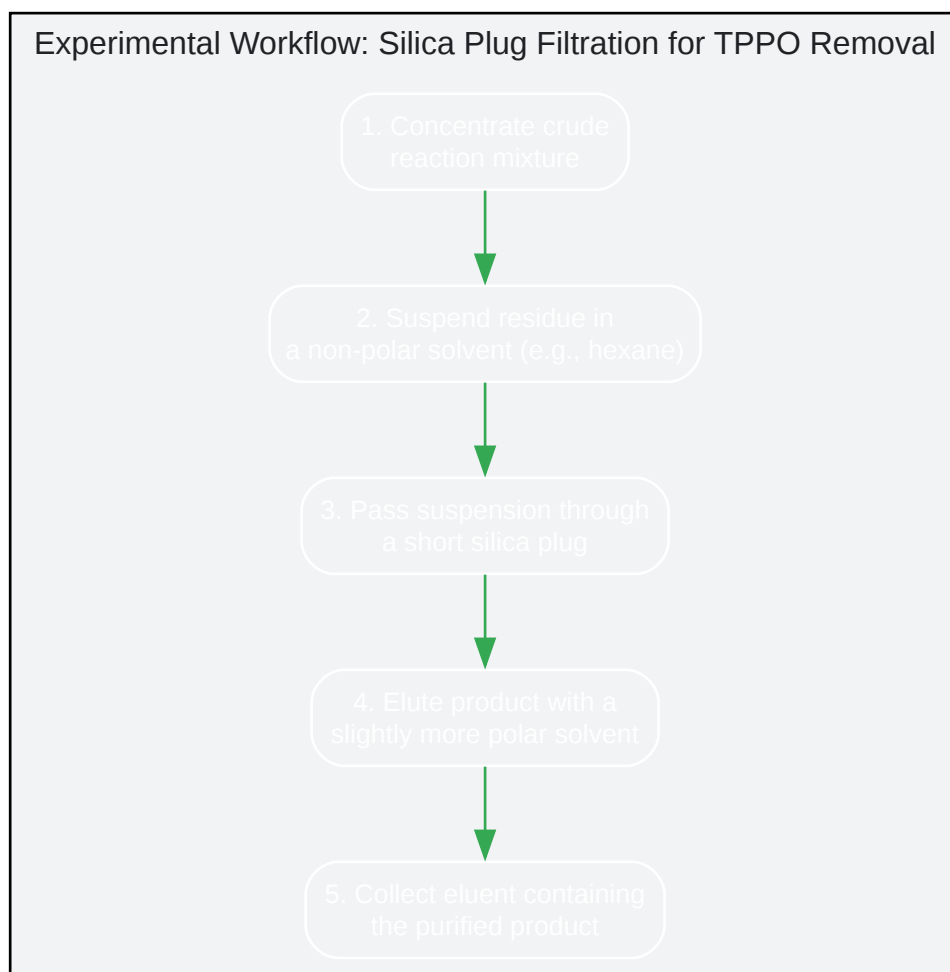 Experimental Workflow: Silica Plug Filtration for TPPO Removal
1. Concentrate crude
reaction mixture
2. Suspend residue in
a non-polar solvent (e.g., hexane)
3. Pass suspension through
a short silica plug
4. Elute product with a
slightly more polar solvent
5. Collect eluent containing
the purified product